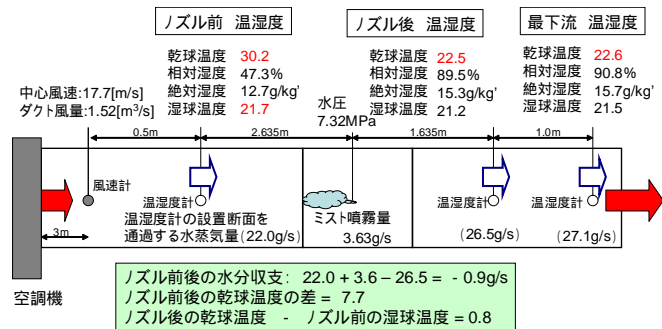 ノズル前 温湿度
乾球温度 30.2
相対湿度 47.3%
絶対湿度 12.7g/kg'
湿球温度 21.7
ノズル後 温湿度
乾球温度 22.5
相対湿度 89.5%
絶対湿度 15.3g/kg'
湿球温度 21.2
最下流 温湿度
乾球温度 22.6
相対湿度 90.8%
絶対湿度 15.7g/kg'
湿球温度 21.5
中心風速:17.7[m/s]
ダクト風量:1.52[m³/s]
水圧
7.32MPa
0.5m
2.635m
1.635m
1.0m
風速計
温湿度計
温湿度計の設置断面を
通過する水蒸気量(22.0g/s)
ミスト噴霧量
3.63g/s
温湿度計
(26.5g/s)
温湿度計
(27.1g/s)
3m
空調機
ノズル前後の水分収支: 22.0 + 3.6 – 26.5 = - 0.9g/s
ノズル前後の乾球温度の差 = 7.7
ノズル後の乾球温度 - ノズル前の湿球温度 = 0.8